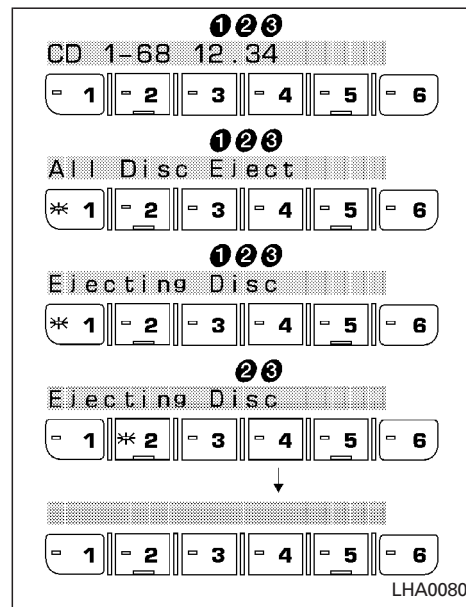 ❶❷❸
CD 1-68 12.34
- 1 - 2 - 3 - 4 - 5 - 6
❶❷❸
All Disc Eject
1 - 2 - 3 - 4 - 5 - 6
❶❷❸
Ejecting Disc
1 - 2 - 3 - 4 - 5 - 6
❷❸
Ejecting Disc
- 1 2 - 3 - 4 - 5 - 6
- 1 - 2 - 3 - 4 - 5 - 6
LHA0080